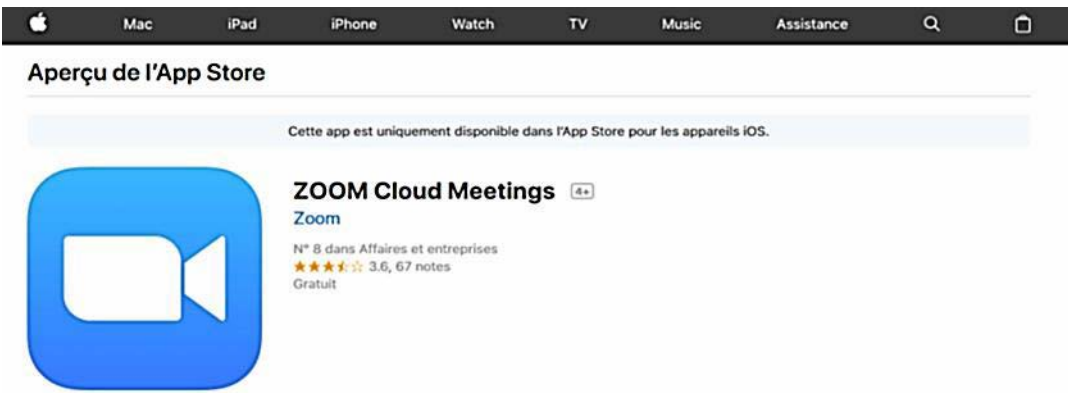 Mac iPad iPhone Watch TV Music Assistance
Aperçu de l'App Store
Cette app est uniquement disponible dans l'App Store pour les appareils iOS.
ZOOM Cloud Meetings 4+
Zoom
N° 8 dans Affaires et entreprises
3.6, 67 notes
Gratuit